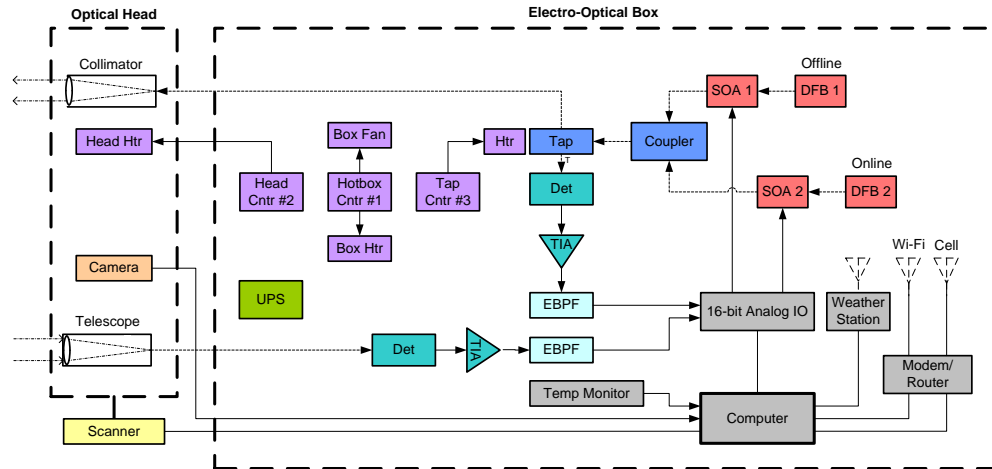 Optical Head
Electro-Optical Box
Collimator
Offline
SOA 1
DFB 1
Head Htr
Box Fan
Htr
Tap
Coupler
T
Online
Head
Cntr #2
Hotbox
Cntr #1
Tap
Cntr #3
Det
SOA 2
DFB 2
Box Htr
TIA
Wi-Fi
Cell
Camera
UPS
EBPF
16-bit Analog IO
Weather
Station
Telescope
Det
TIA
EBPF
Modem/
Router
Temp Monitor
Computer
Scanner